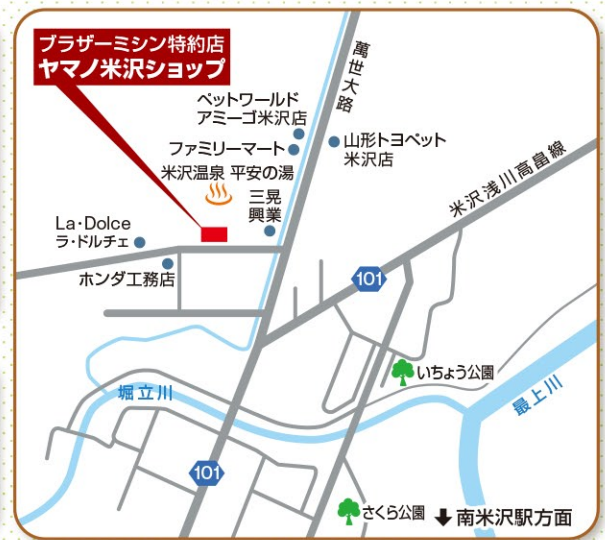 ブラザーミシン特約店
ヤマノ米沢ショップ
萬世大路
ペットワールド
アミーゴ米沢店
ファミリーマート
山形トヨペット
米沢店
米沢温泉 平安の湯
三晃
興業
米沢浅川高畠線
La・Dolce
ラ・ドルチェ
ホンダ工務店
101
いちょう公園
堀立川
最上川
101
さくら公園
⬇南米沢駅方面